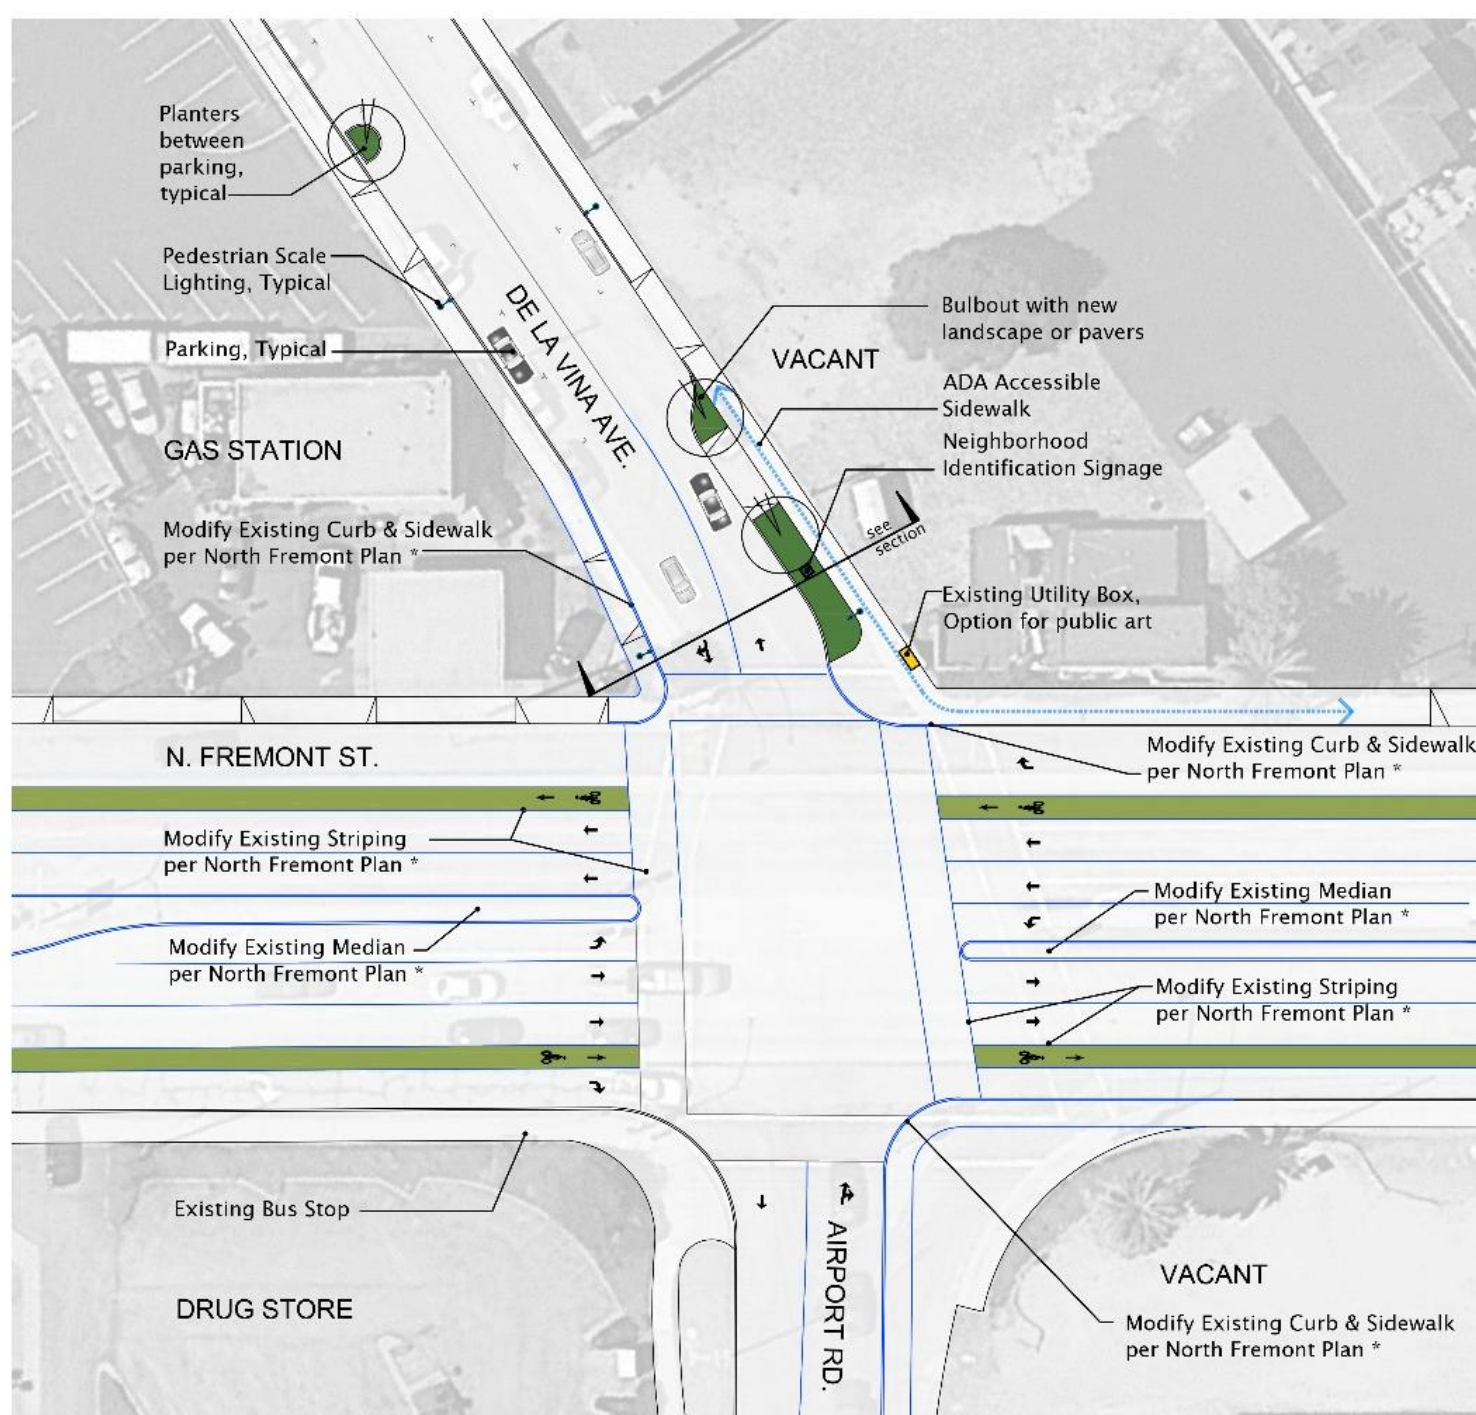 Planters
between
parking,
typical
Pedestrian Scale
Lighting, Typical
Parking, Typical
DE LA VINA AVE.
GAS STATION
Modify Existing Curb & Sidewalk
per North Fremont Plan *
Bulbout with new
landscape or pavers
VACANT
ADA Accessible
Sidewalk
Neighborhood
Identification Signage
see
section
Existing Utility Box,
Option for public art
N. FREMONT ST.
Modify Existing Curb & Sidewalk
per North Fremont Plan *
Modify Existing Striping
per North Fremont Plan *
Modify Existing Median
per North Fremont Plan *
Modify Existing Median
per North Fremont Plan *
Modify Existing Striping
per North Fremont Plan *
Existing Bus Stop
DRUG STORE
AIRPORT RD.
VACANT
Modify Existing Curb & Sidewalk
per North Fremont Plan *